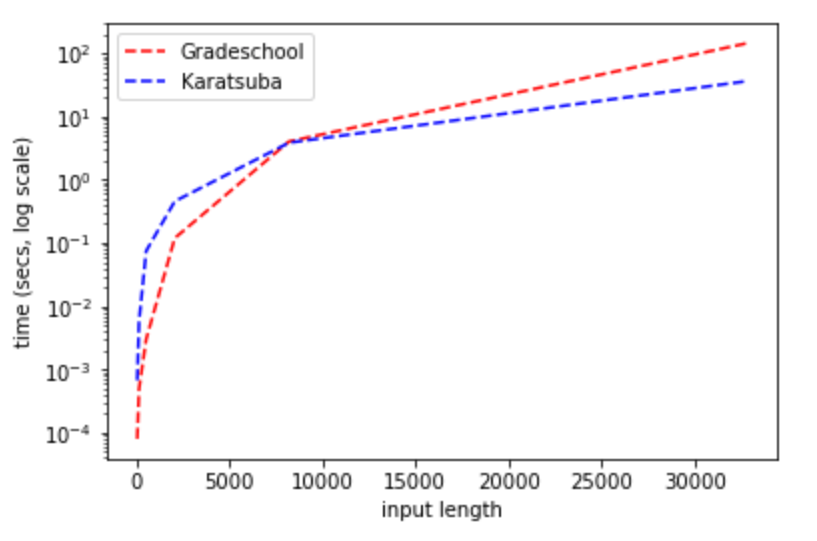 Gradeschool
Karatsuba
10²
10¹
10⁰
10⁻¹
10⁻²
10⁻³
10⁻⁴
time (secs, log scale)
0 5000 10000 15000 20000 25000 30000
input length